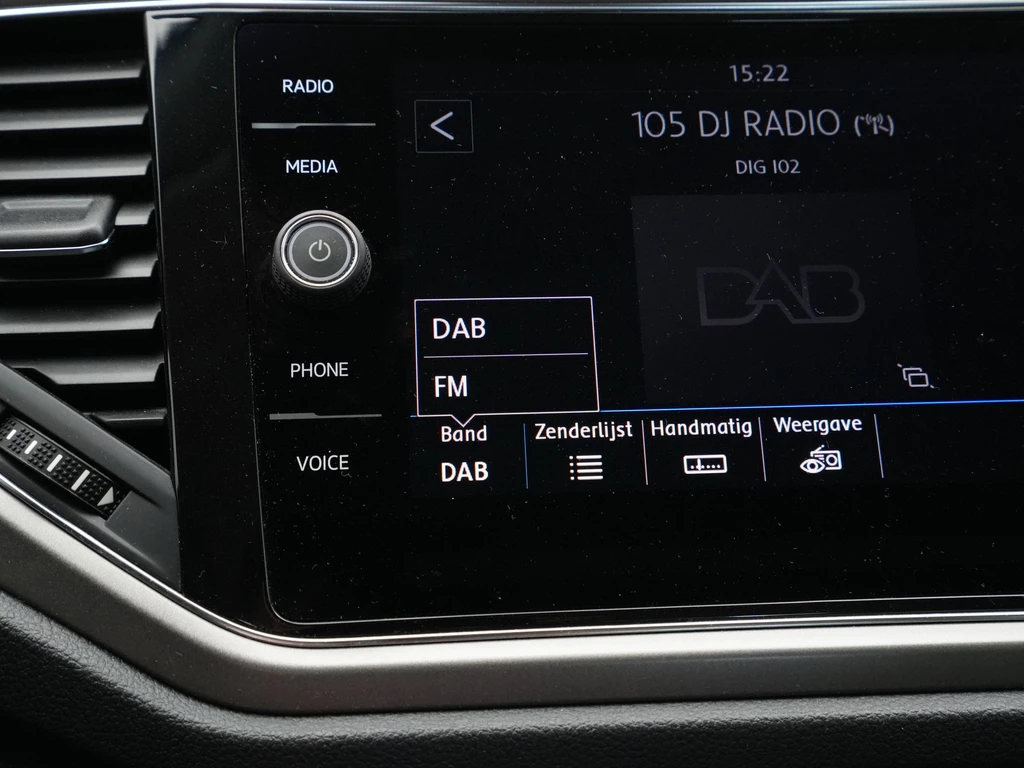 RADIO
MEDIA
PHONE
VOICE
15:22
105 DJ RADIO
DIG 102
DAB
DAB
FM
Band
DAB
Zenderlijst
Handmatig
Weergave